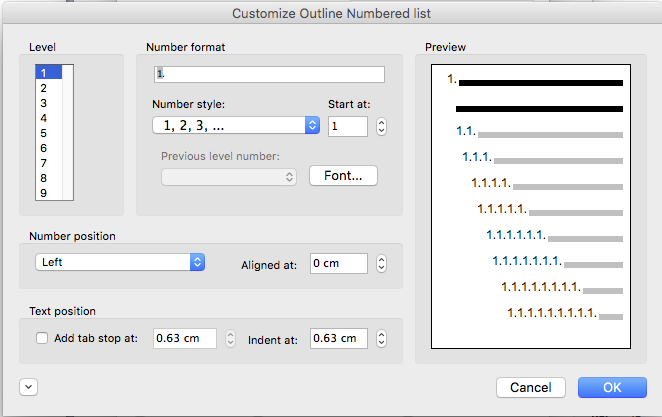 Customize Outline Numbered list
Level
1
2
3
4
5
6
7
8
9
Number format
1.
Number style:
1, 2, 3, ...
Start at:
1
Previous level number:
Font...
Number position
Left
Aligned at:
0 cm
Text position
Add tab stop at:
0.63 cm
Indent at:
0.63 cm
Preview
1.
1.1.
1.1.1.
1.1.1.1.
1.1.1.1.1.
1.1.1.1.1.1.
1.1.1.1.1.1.1.
1.1.1.1.1.1.1.1.
1.1.1.1.1.1.1.1.1.
Cancel
OK